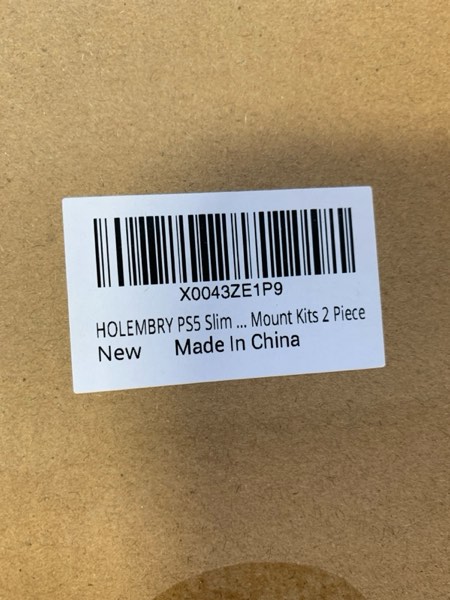 X0043ZE1P9
HOLEMBRY PS5 Slim ... Mount Kits 2 Piece
New Made In China